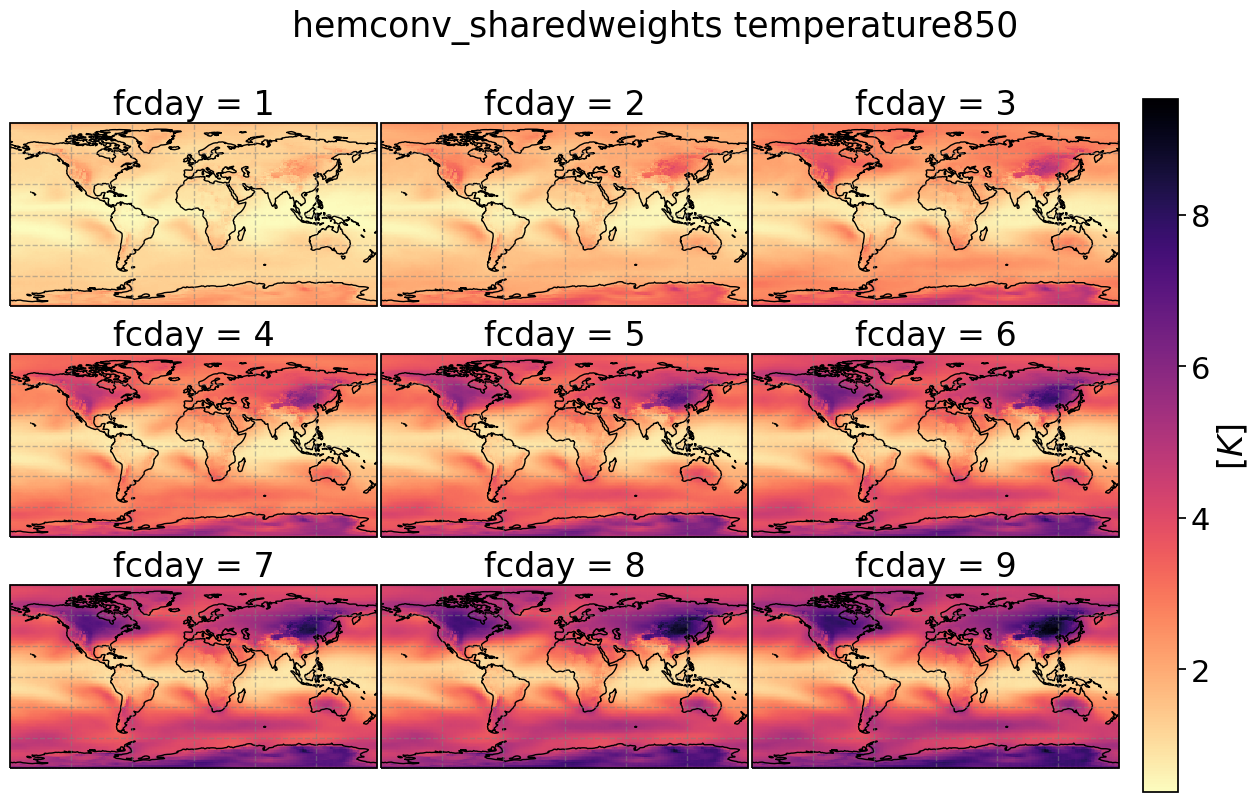 hemconv_sharedweights temperature850
fcday = 1
fcday = 2
fcday = 3
fcday = 4
fcday = 5
fcday = 6
fcday = 7
fcday = 8
fcday = 9
8
6
4
2
[K]